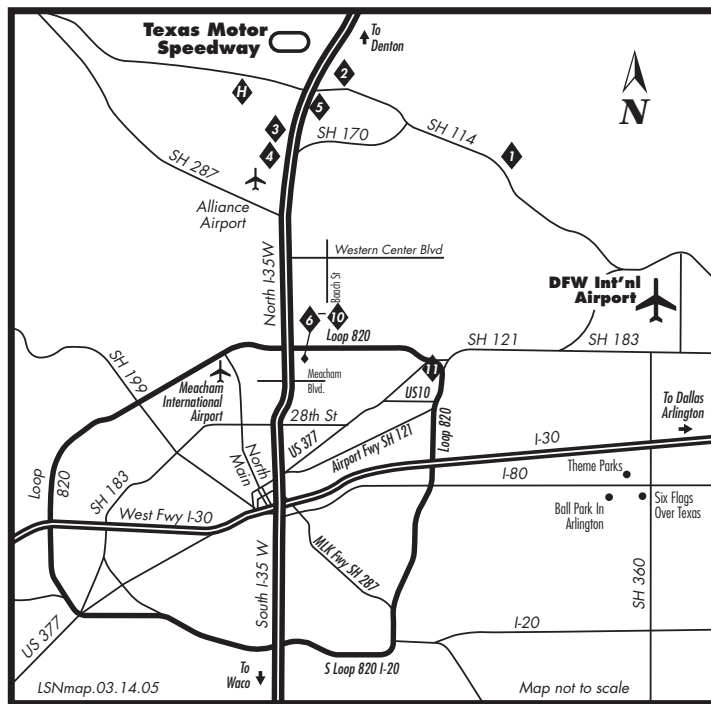 Texas Motor
Speedway
To
Denton
N
2
H
5
3
4
1
SH 170
SH 114
SH 287
Alliance
Airport
Western Center Blvd
North I-35W
Beach St
DFW Int'nl
Airport
6
10
Loop 820
SH 121
SH 183
SH 199
Meacham
International
Airport
Meacham
Blvd.
11
US10
To Dallas
Arlington
28th St
US 377
Airport Fwy SH 121
Loop 820
I-30
I-80
North
Main
Loop
820
SH 183
West Fwy I-30
Theme Parks
Ball Park In
Arlington
Six Flags
Over Texas
MLK Fwy SH 287
South I-35 W
SH 360
I-20
US 377
To
Waco
S Loop 820 I-20
LSNmap.03.14.05
Map not to scale